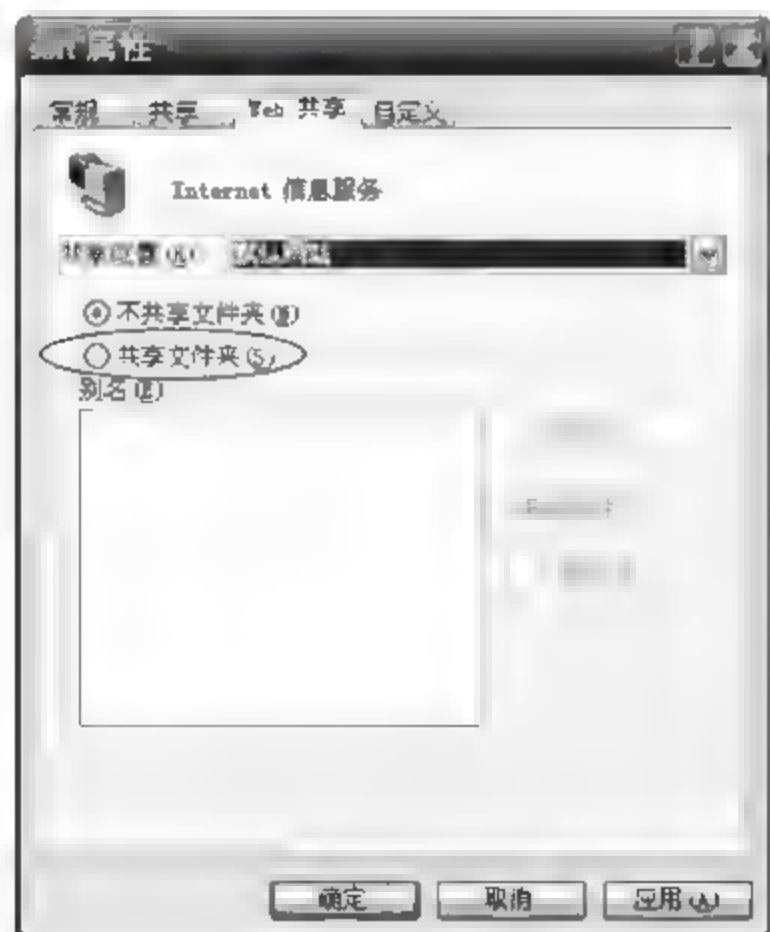 属性
常规 共享 Web 共享 自定义
Internet 信息服务
不共享文件夹(N)
共享文件夹(S)
别名(E)
确定 取消 应用(A)